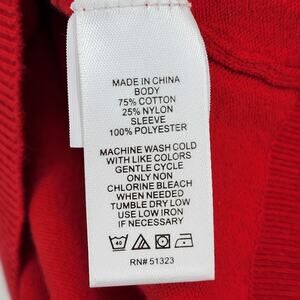 MADE IN CHINA
BODY
75% COTTON
25% NYLON
SLEEVE
100% POLYESTER
MACHINE WASH COLD
WITH LIKE COLORS
GENTLE CYCLE
ONLY NON
CHLORINE BLEACH
WHEN NEEDED
TUMBLE DRY LOW
USE LOW IRON
IF NECESSARY
40
RN# 51323